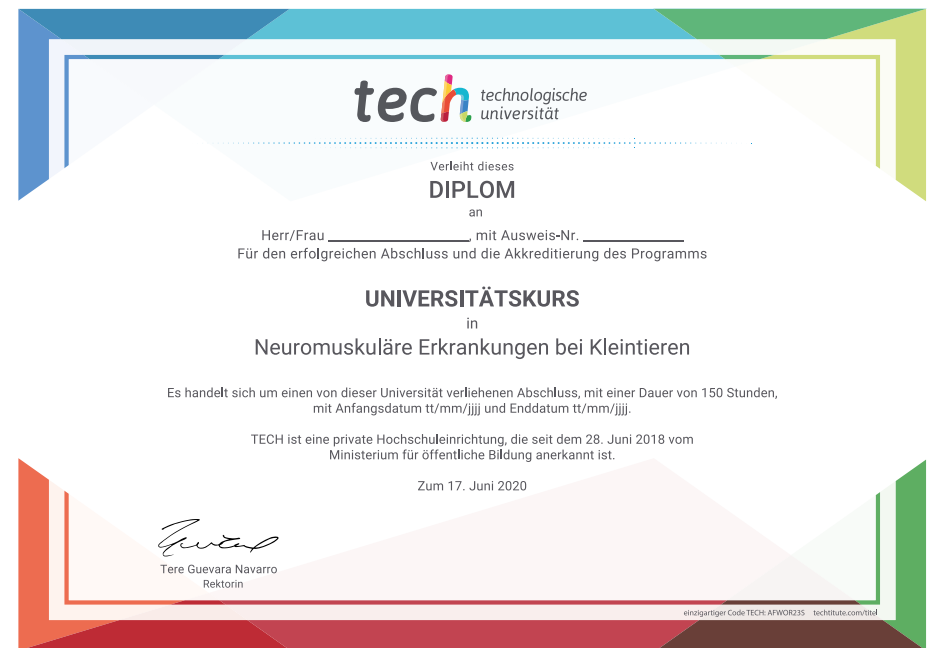 tech technologische
universität
Verleiht dieses
DIPLOM
an
Herr/Frau ____________________, mit Ausweis-Nr. ______________
Für den erfolgreichen Abschluss und die Akkreditierung des Programms
UNIVERSITÄTSKURS
in
Neuromuskuläre Erkrankungen bei Kleintieren
Es handelt sich um einen von dieser Universität verliehenen Abschluss, mit einer Dauer von 150 Stunden,
mit Anfangsdatum tt/mm/jjjj und Enddatum tt/mm/jjjj.
TECH ist eine private Hochschuleinrichtung, die seit dem 28. Juni 2018 vom
Ministerium für öffentliche Bildung anerkannt ist.
Zum 17. Juni 2020
Tere Guevara Navarro
Rektorin
einzigartiger Code TECH: AFWOR23S techtitute.com/titel